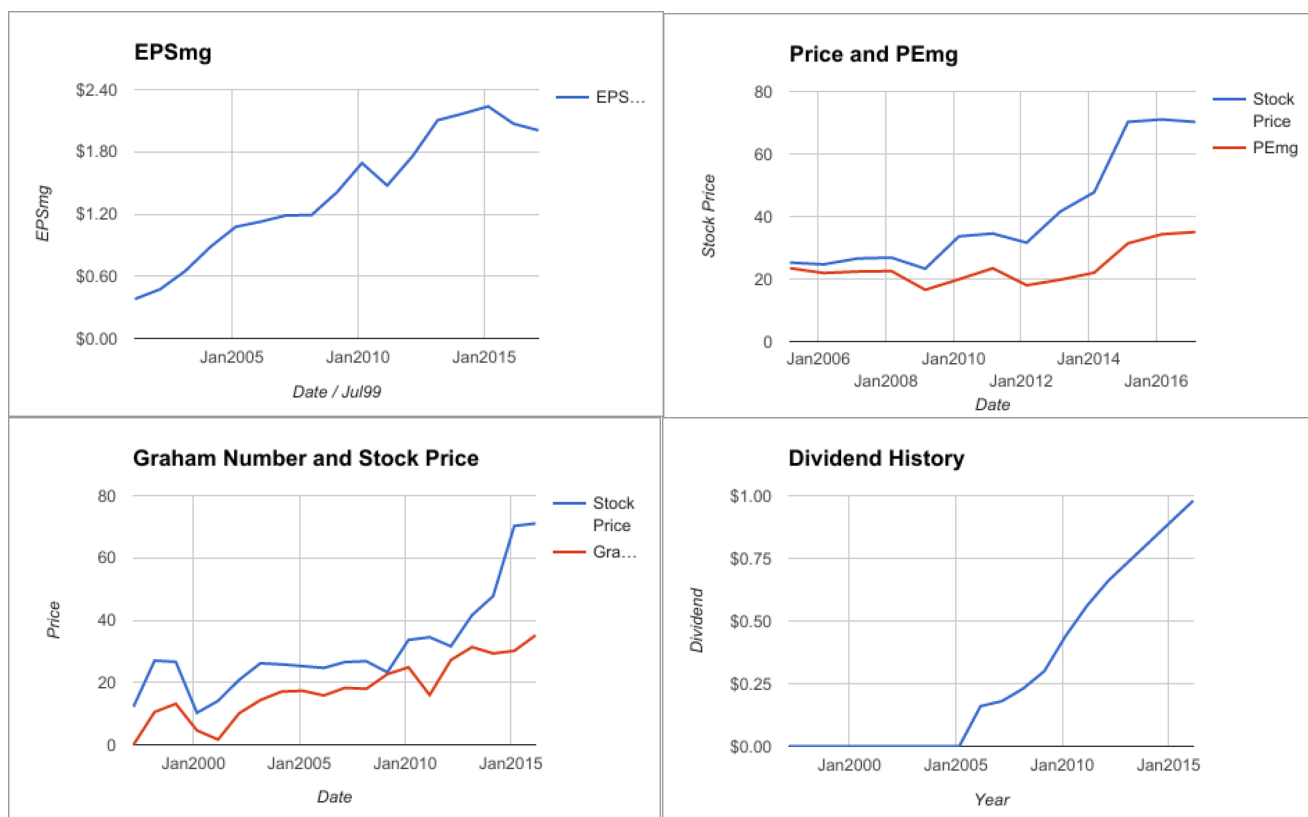 EPSmg
$2.40
$1.80
$1.20
$0.60
$0.00
EPSmg
EPS…
Jan2005
Jan2010
Jan2015
Date / Jul99
Price and PEmg
80
60
40
20
0
Stock Price
Stock
Price
PEmg
Jan2006
Jan2010
Jan2014
Jan2008
Jan2012
Jan2016
Date
Graham Number and Stock Price
80
60
40
20
0
Price
Stock
Price
Gra…
Jan2000
Jan2005
Jan2010
Jan2015
Date
Dividend History
$1.00
$0.75
$0.50
$0.25
$0.00
Dividend
Jan2000
Jan2005
Jan2010
Jan2015
Year